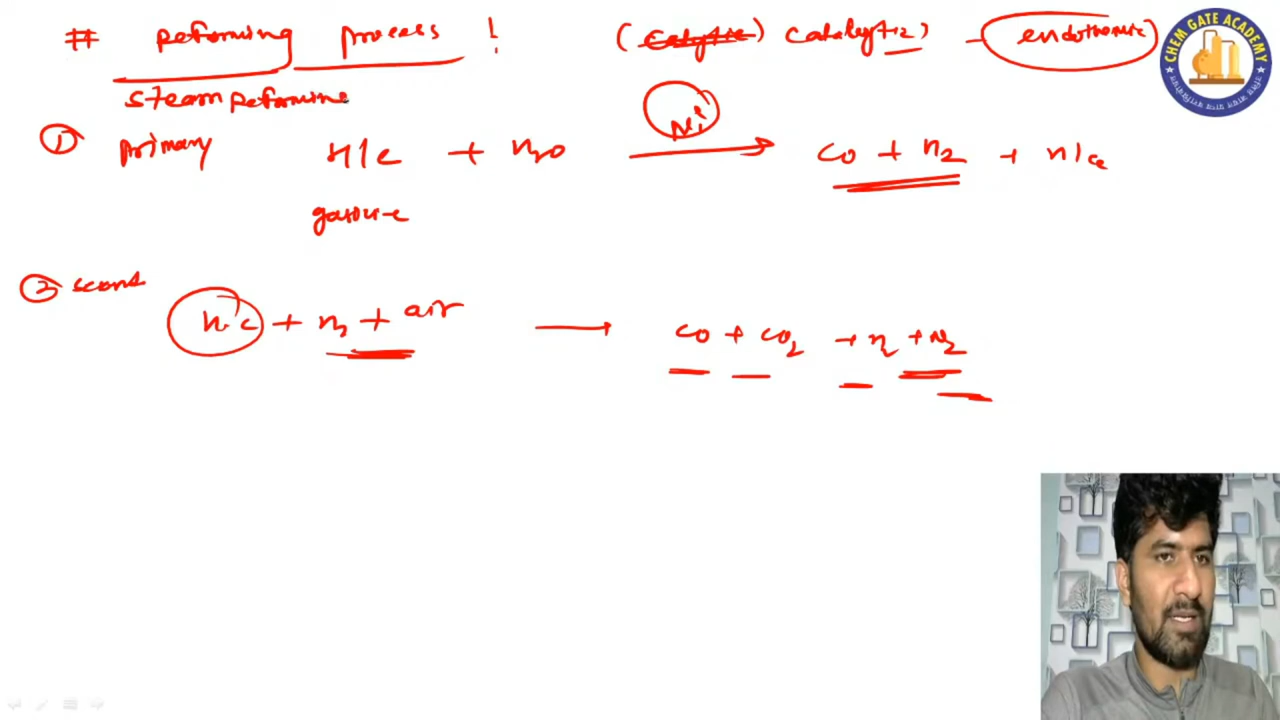 # Reforming process ! (Catalytic) catalytic) - endothermic
steam reforming
① primary H/C + H2O Ni CO + H2 + H/C
gasoline
② second
H/C + H2 + air CO + CO2 + H2 + N2
CHEM GATE ACADEMY